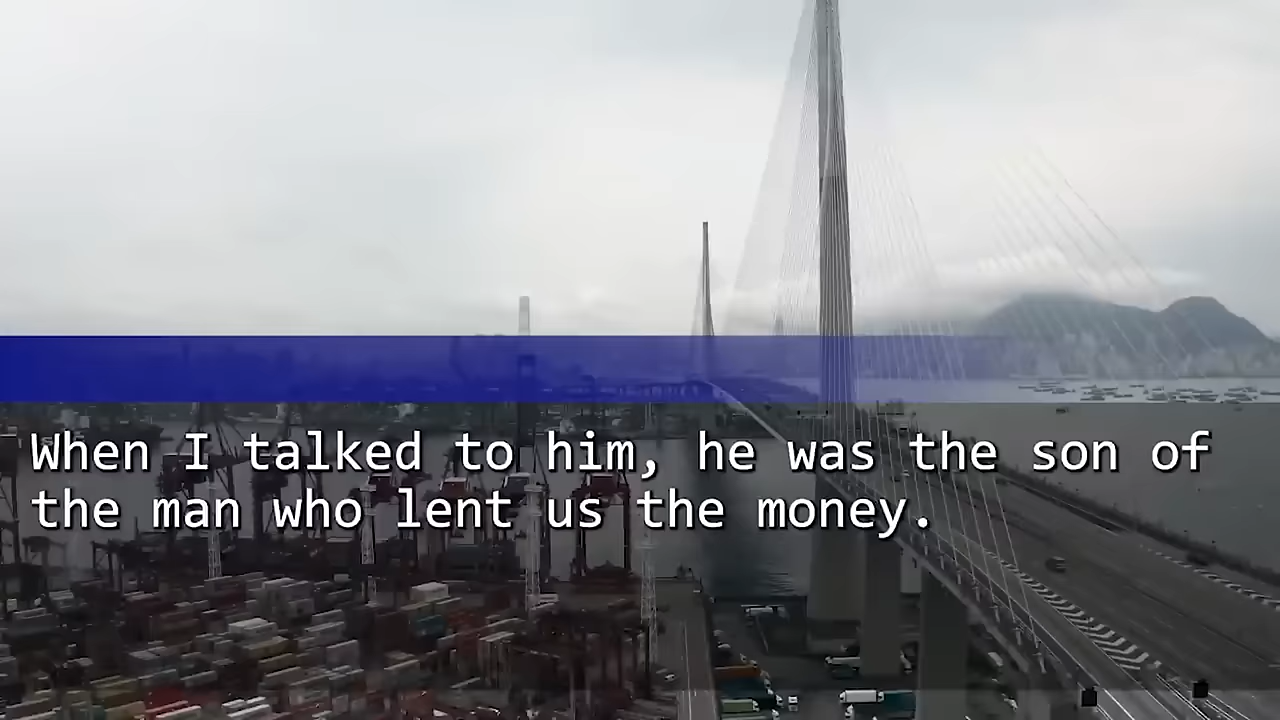 When I talked to him, he was the son of
the man who lent us the money.